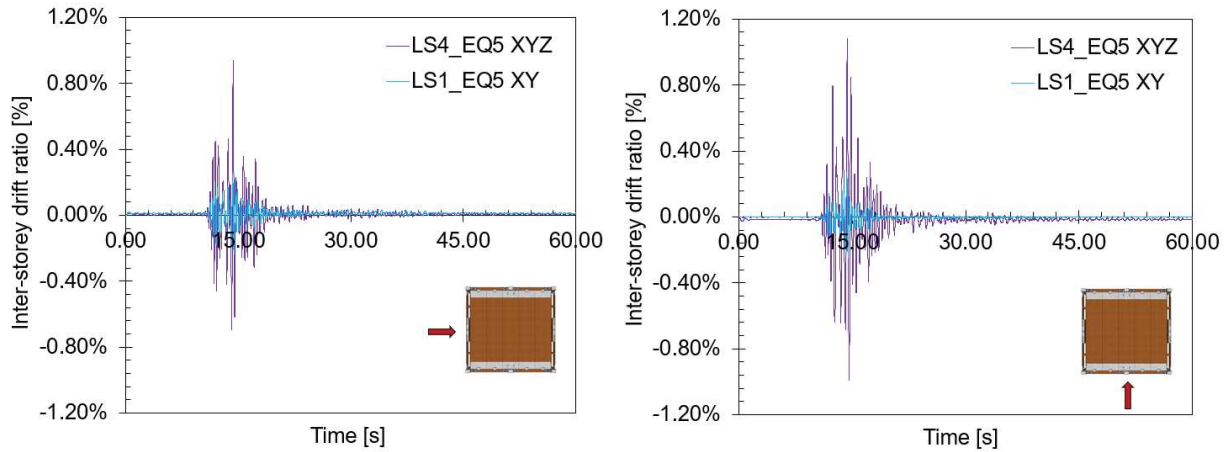 1.20%
LS4_EQ5 XYZ
LS1_EQ5 XY
0.80%
0.40%
0.00%
0.00 15.00 30.00 45.00 60.00
-0.40%
-0.80%
-1.20%
Inter-storey drift ratio [%]
Time [s]
1.20%
LS4_EQ5 XYZ
LS1_EQ5 XY
0.80%
0.40%
0.00%
0.00 15.00 30.00 45.00 60.00
-0.40%
-0.80%
-1.20%
Inter-storey drift ratio [%]
Time [s]